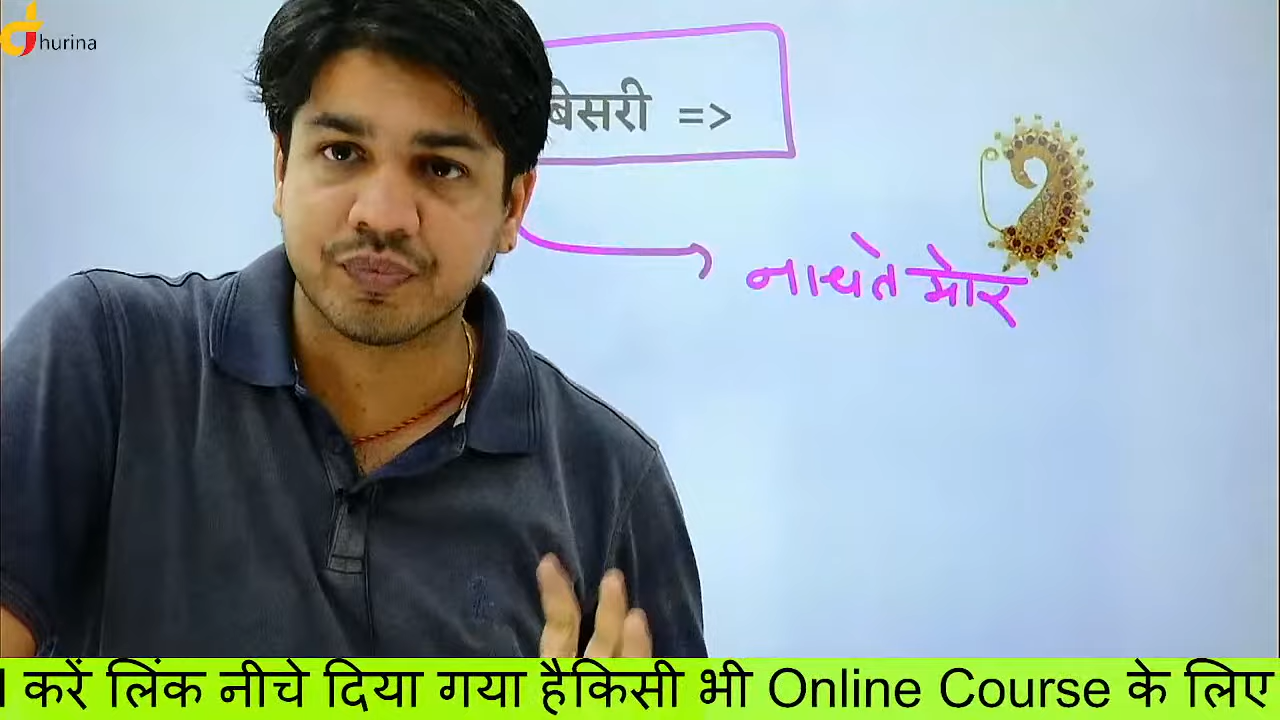 hurina
बेसरी =>
नाचते मोर
करें लिंक नीचे दिया गया हैकिसी भी Online Course के लिए